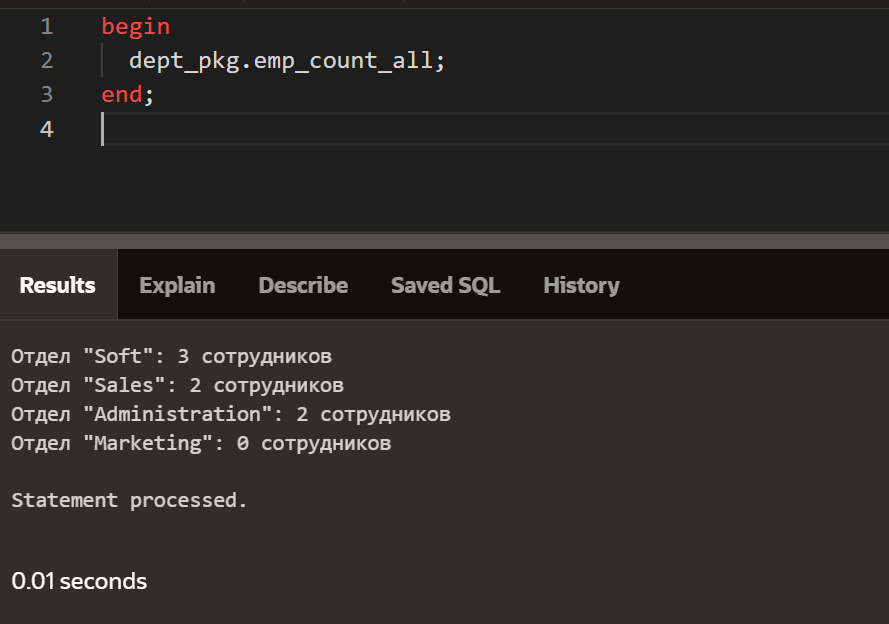 1 begin
2 dept_pkg.emp_count_all;
3 end;
4
Results Explain Describe Saved SQL History
Отдел "Soft": 3 сотрудников
Отдел "Sales": 2 сотрудников
Отдел "Administration": 2 сотрудников
Отдел "Marketing": 0 сотрудников
Statement processed.
0.01 seconds